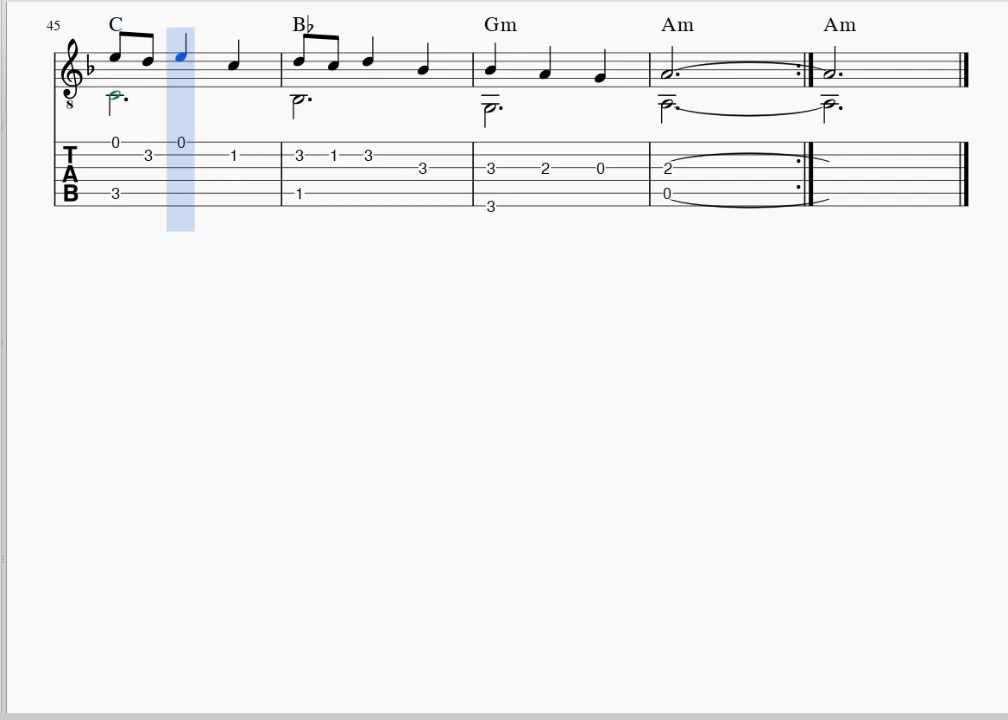 45 C B♭ Gm Am Am
8
0 0
T 3 1 3 1 3
A 3 3 2 0 2
B 3 1 0
3